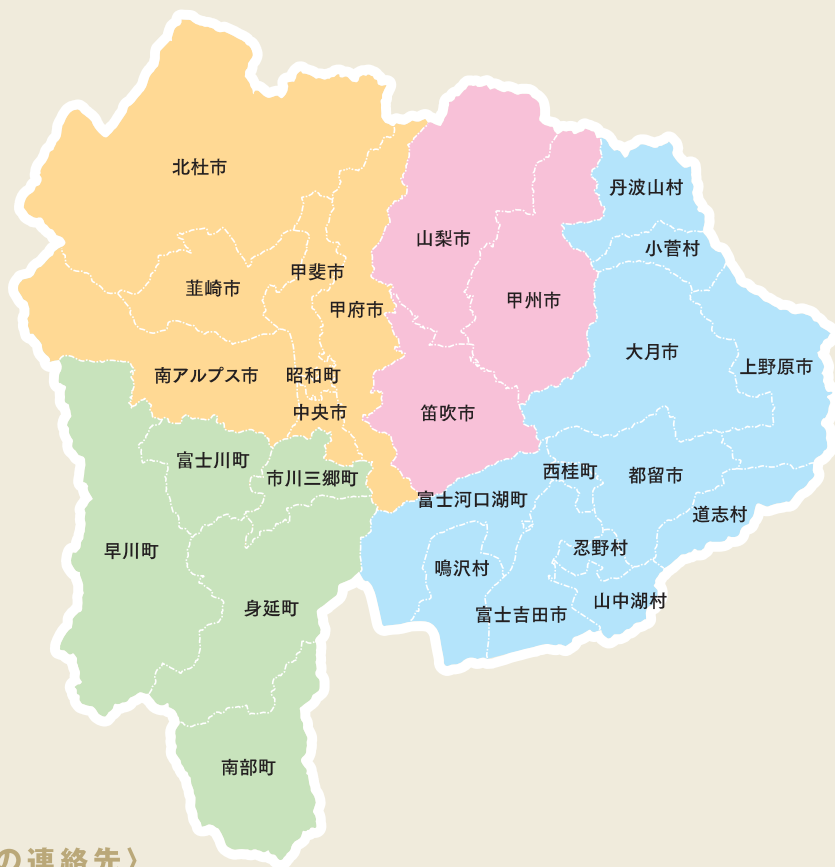 北杜市
丹波山村
山梨市
小菅村
甲斐市
韮崎市
甲州市
甲府市
大月市
上野原市
南アルプス市
昭和町
中央市
笛吹市
富士川町
市川三郷町
西桂町
都留市
富士河口湖町
道志村
早川町
忍野村
鳴沢村
身延町
山中湖村
富士吉田市
南部町
の連絡先〉